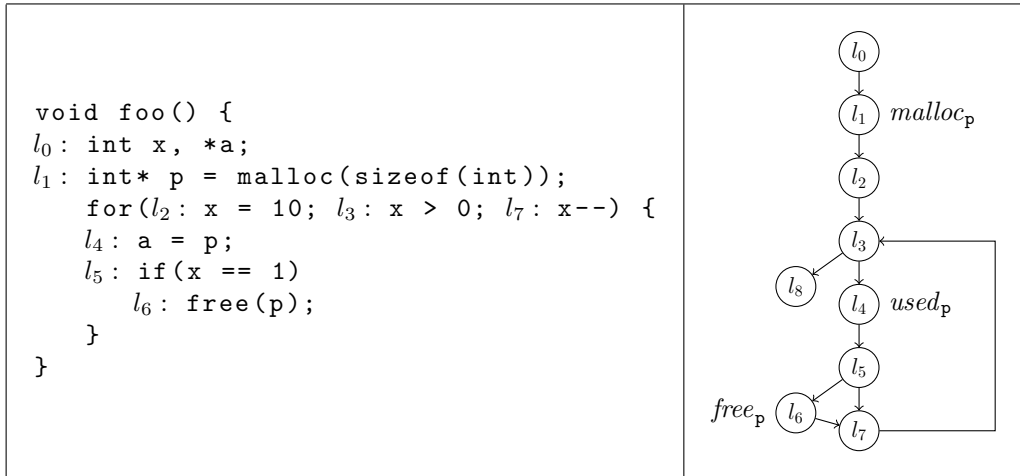 void foo() {
l₀: int x, *a;
l₁: int* p = malloc(sizeof(int));
for(l₂: x = 10; l₃: x > 0; l₇: x--) {
l₄: a = p;
l₅: if(x == 1)
l₆: free(p);
}
}
l₀
l₁ mallocₚ
l₂
l₃
l₈
l₄ usedₚ
l₅
freeₚ l₆
l₇